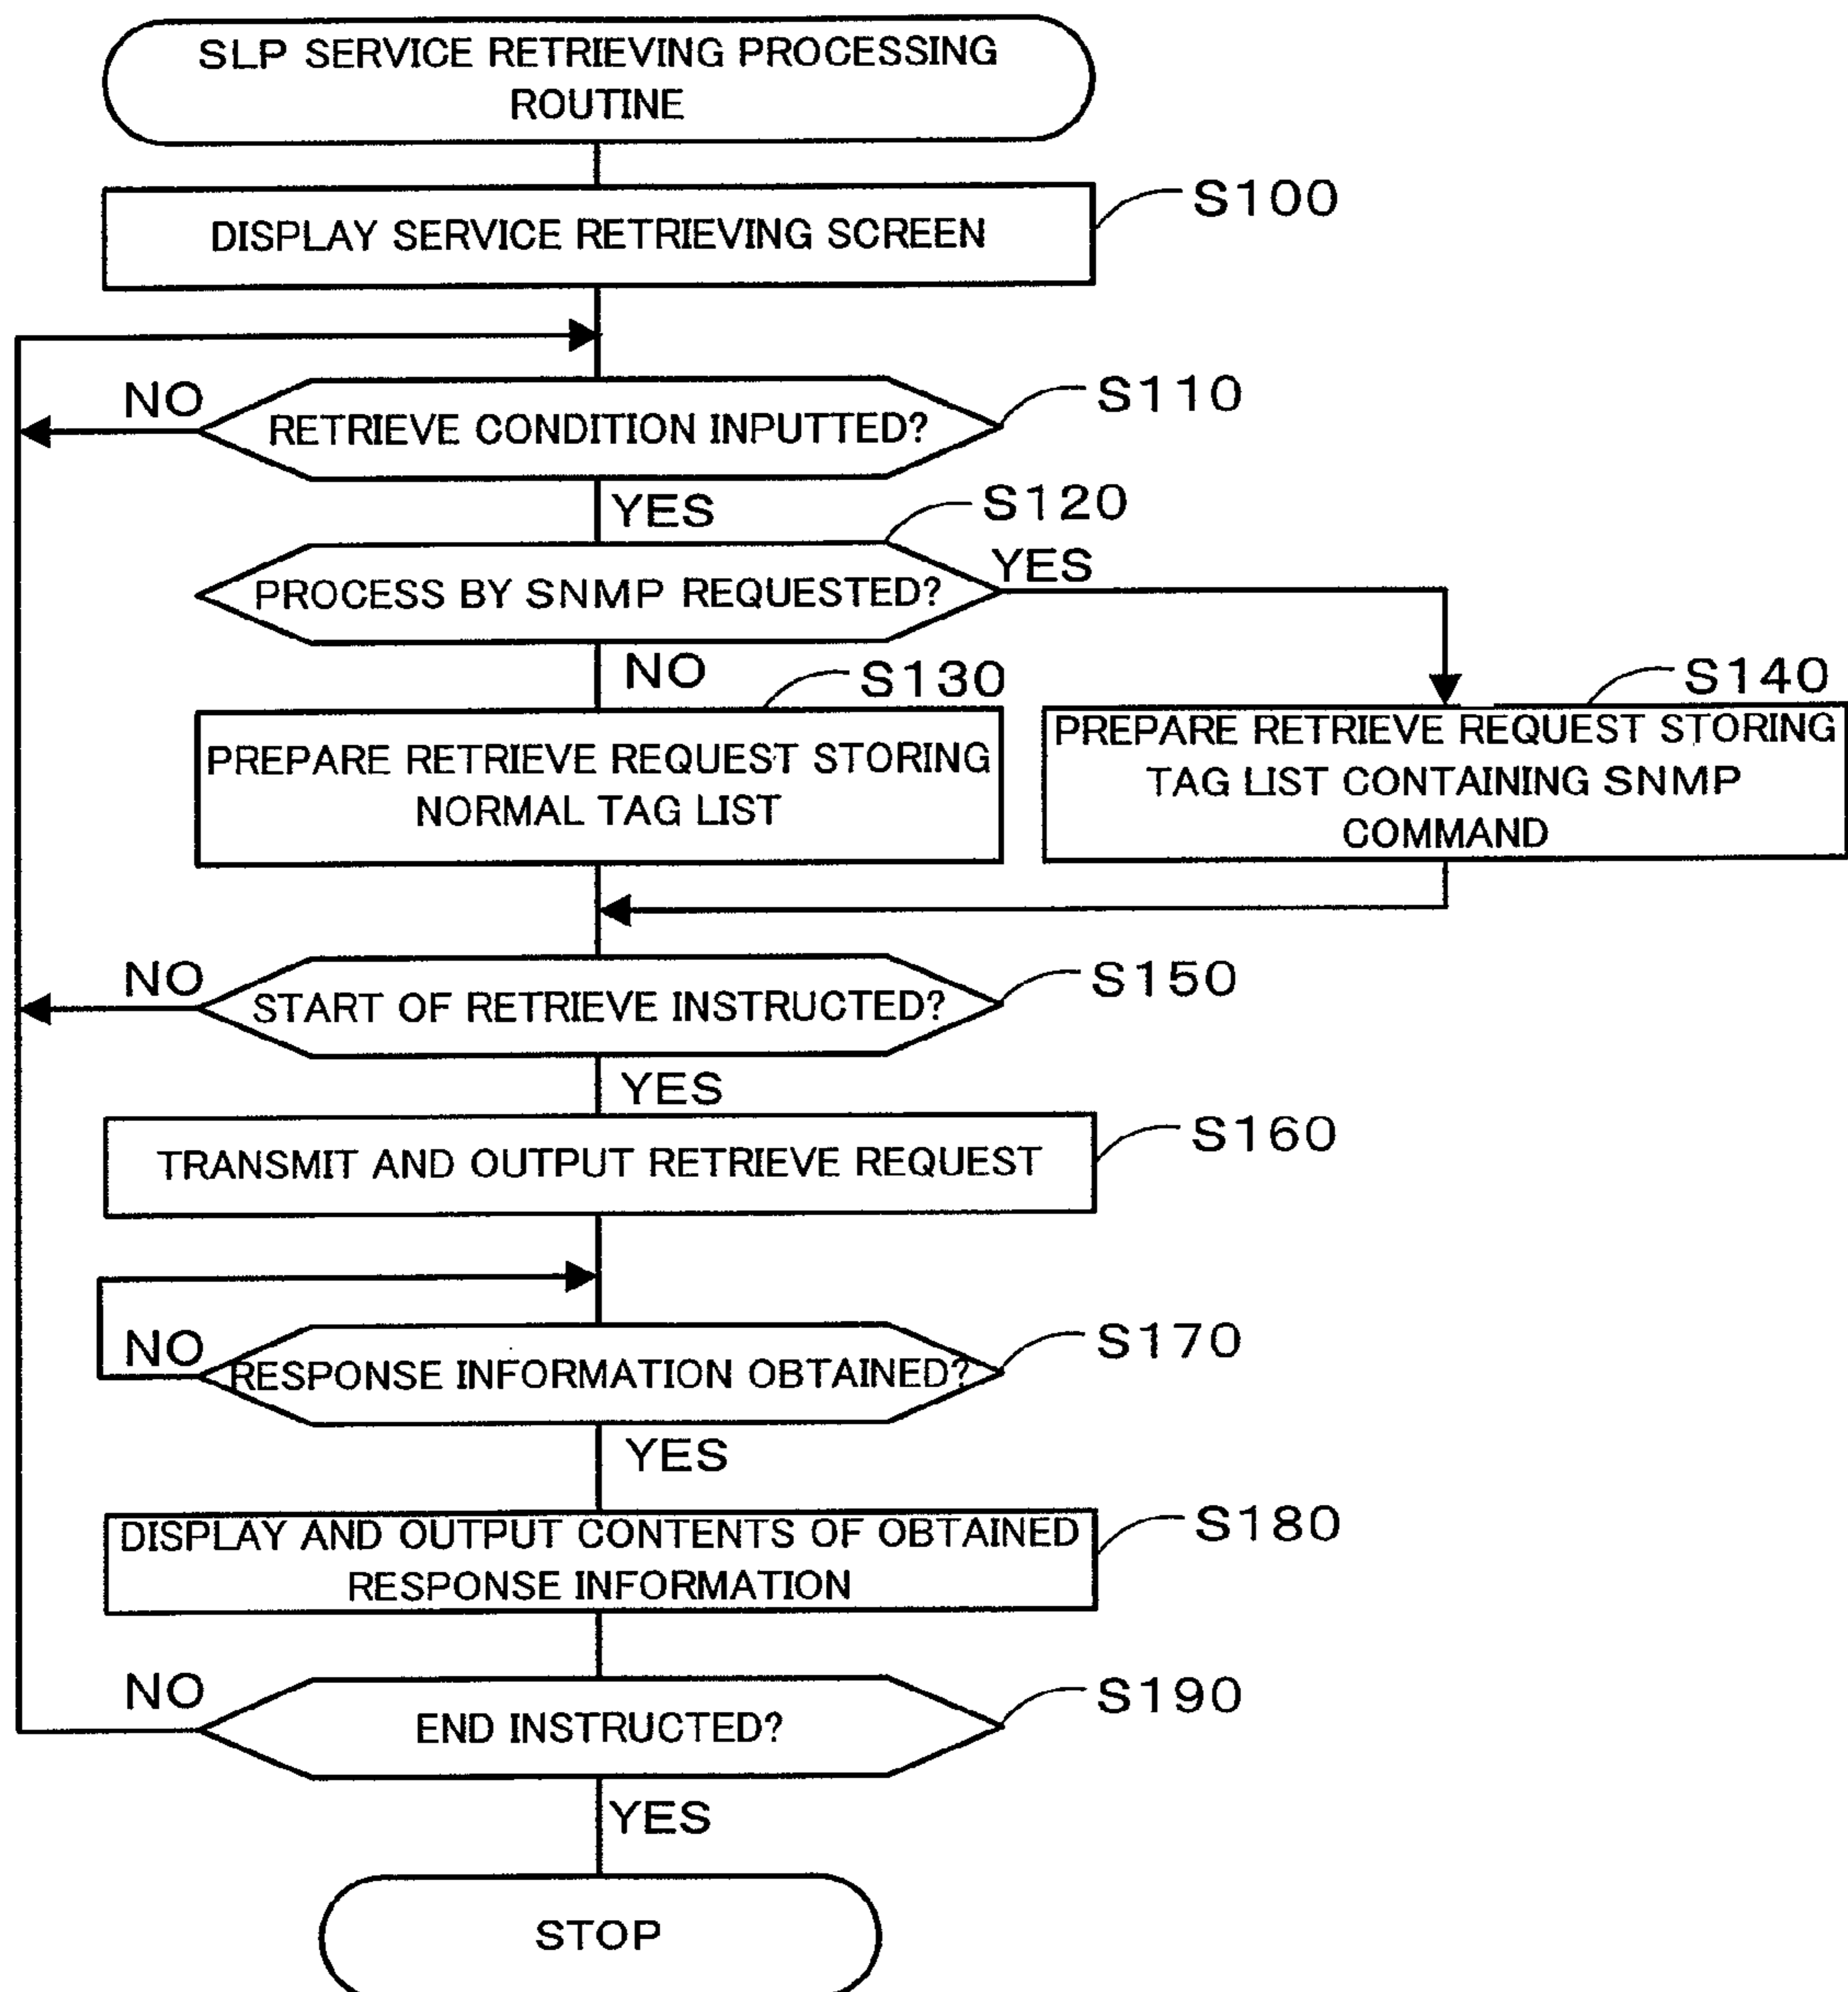 SLP SERVICE RETRIEVING PROCESSING
ROUTINE
S100
DISPLAY SERVICE RETRIEVING SCREEN
NO
S110
RETRIEVE CONDITION INPUTTED?
YES
S120
YES
PROCESS BY SNMP REQUESTED?
NO
S130
S140
PREPARE RETRIEVE REQUEST STORING
NORMAL TAG LIST
PREPARE RETRIEVE REQUEST STORING
TAG LIST CONTAINING SNMP
COMMAND
NO
S150
START OF RETRIEVE INSTRUCTED?
YES
S160
TRANSMIT AND OUTPUT RETRIEVE REQUEST
NO
S170
RESPONSE INFORMATION OBTAINED?
YES
S180
DISPLAY AND OUTPUT CONTENTS OF OBTAINED
RESPONSE INFORMATION
NO
S190
END INSTRUCTED?
YES
STOP